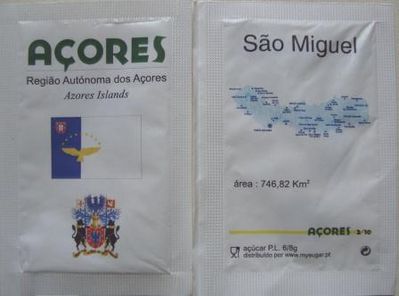 AÇORES
Região Autónoma dos Açores
Azores Islands
São Miguel
área : 746,82 Km²
AÇORES 2/10
açúcar P.L. 6/8g
distribuído por www.mysugar.pt